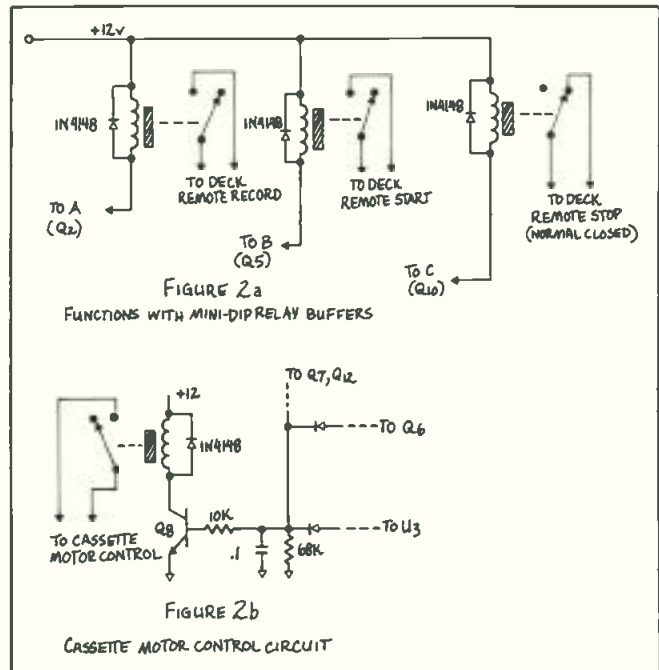 +12V
1N4148
1N4148
1N4148
TO DECK
REMOTE RECORD
TO DECK
REMOTE START
TO DECK
REMOTE STOP
(NORMAL CLOSED)
TO A
(Q2)
TO B
(Q5)
TO C
(Q10)
FIGURE 2a
FUNCTIONS WITH MINI-DIP RELAY BUFFERS
TO Q7, Q12
+12
1N4148
TO Q6
Q8
10K
TO U3
.1
68K
TO CASSETTE
MOTOR CONTROL
FIGURE 2b
CASSETTE MOTOR CONTROL CIRCUIT